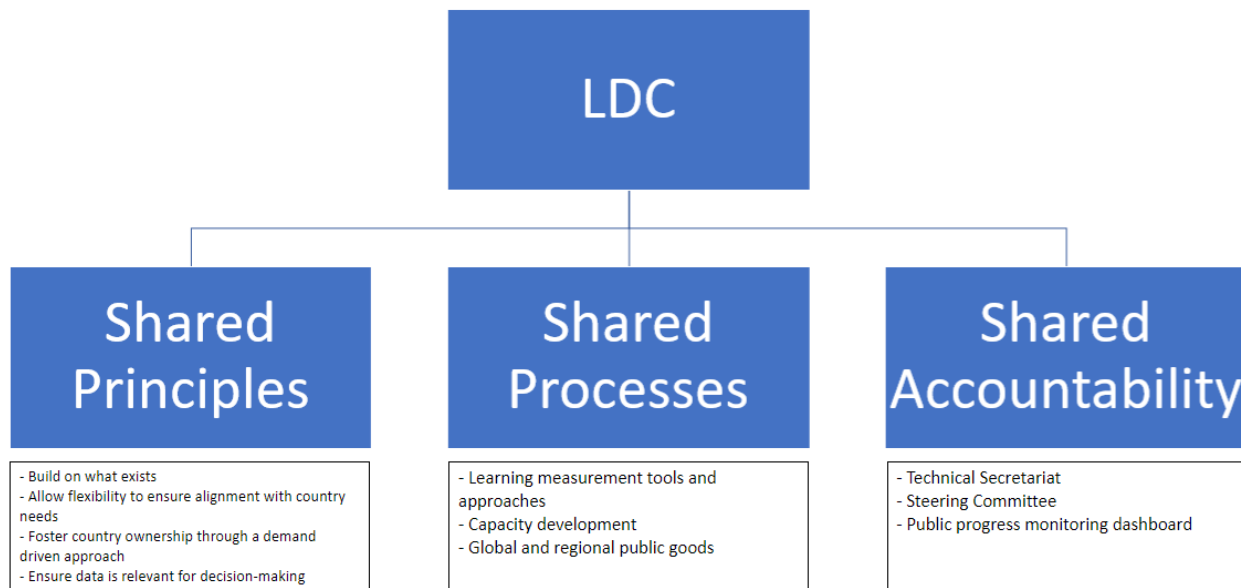 LDC
Shared
Principles
- Build on what exists
- Allow flexibility to ensure alignment with country
needs
- Foster country ownership through a demand
driven approach
- Ensure data is relevant for decision-making
Shared
Processes
- Learning measurement tools and
approaches
- Capacity development
- Global and regional public goods
Shared
Accountability
- Technical Secretariat
- Steering Committee
- Public progress monitoring dashboard